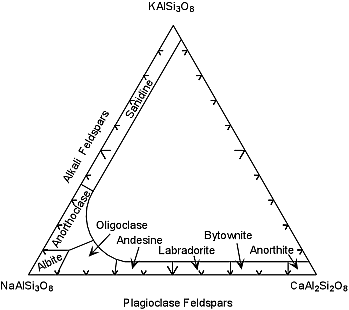 KAlSi₃O₈
Alkali Feldspars
Sanidine
Anorthoclase
Albite
Oligoclase
Andesine
Labradorite
Bytownite
Anorthite
NaAlSi₃O₈
CaAl₂Si₂O₈
Plagioclase Feldspars